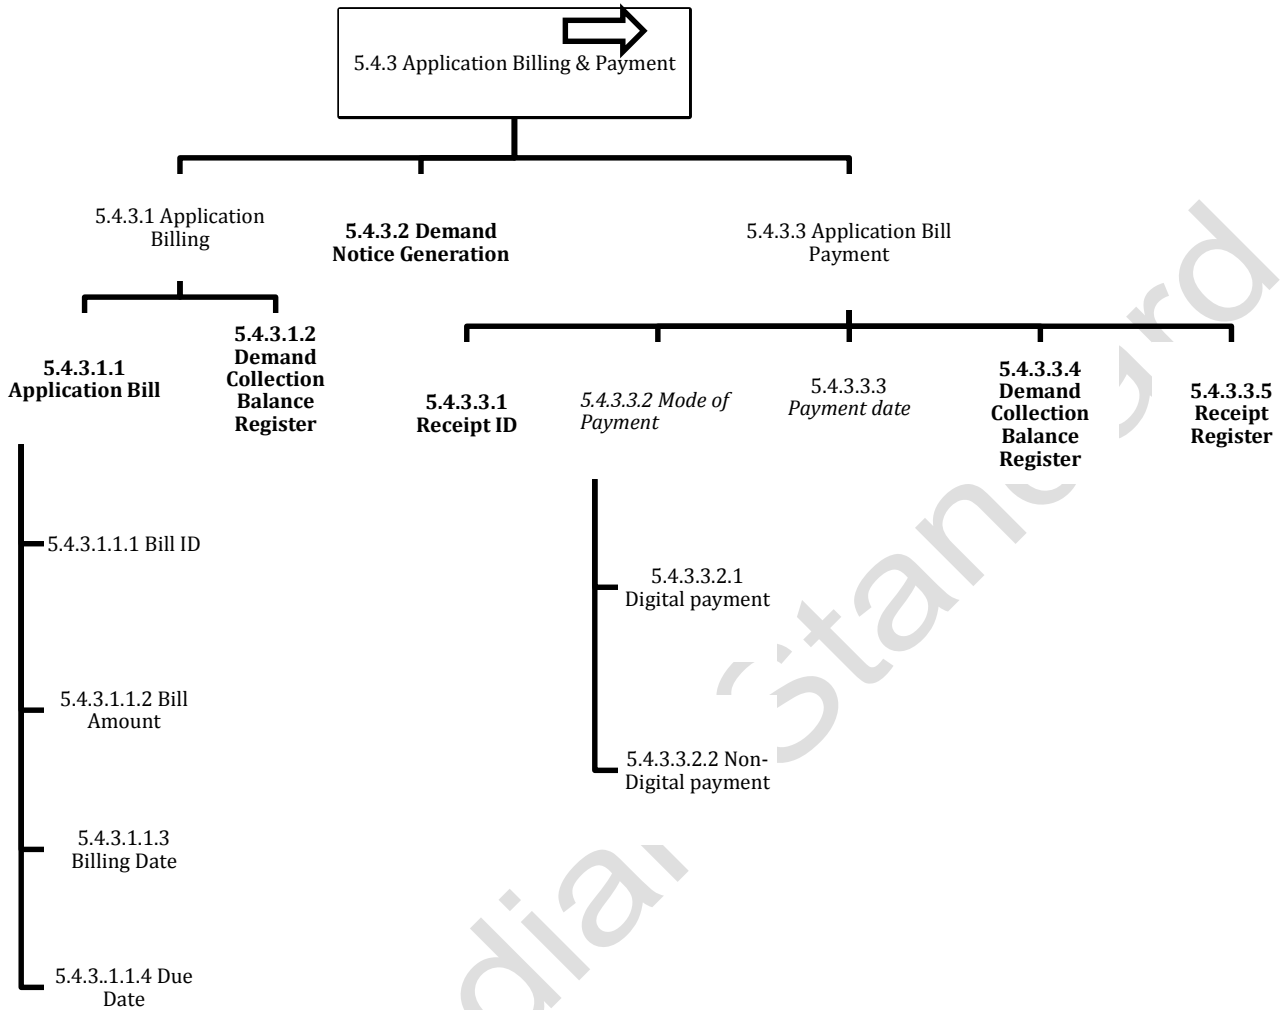 5.4.3 Application Billing & Payment
5.4.3.1 Application
Billing
5.4.3.2 Demand
Notice Generation
5.4.3.3 Application Bill
Payment
5.4.3.1.1
Application Bill
5.4.3.1.2
Demand
Collection
Balance
Register
5.4.3.3.1
Receipt ID
5.4.3.3.2 Mode of
Payment
5.4.3.3.3
Payment date
5.4.3.3.4
Demand
Collection
Balance
Register
5.4.3.3.5
Receipt
Register
5.4.3.1.1.1 Bill ID
5.4.3.1.1.2 Bill
Amount
5.4.3.1.1.3
Billing Date
5.4.3..1.1.4 Due
Date
5.4.3.3.2.1
Digital payment
5.4.3.3.2.2 Non-
Digital payment